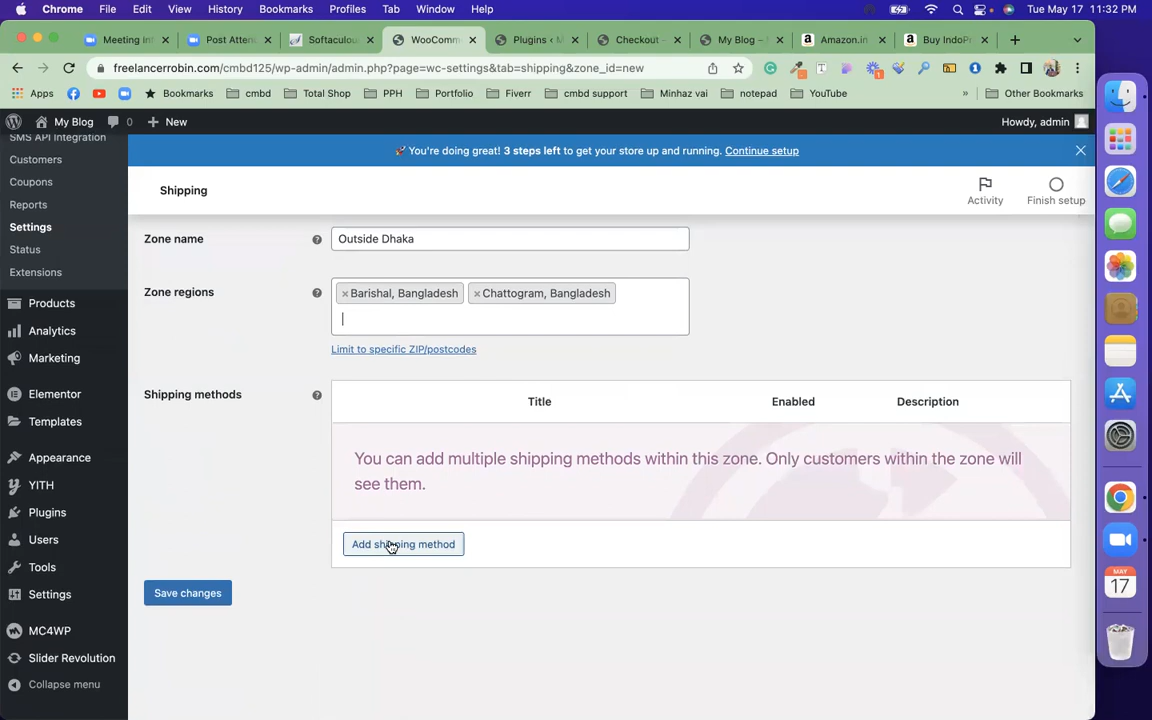 Chrome File Edit View History Bookmarks Profiles Tab Window Help Tue May 17 11:32 PM
Meeting Int Post Attend Softaculous WooComm Plugins ‹ M Checkout – My Blog – Amazon.in Buy IndoPr
freelancerrobin.com/cmbd125/wp-admin/admin.php?page=wc-settings&tab=shipping&zone_id=new
Apps Bookmarks cmbd Total Shop PPH Portfolio Fiverr cmbd support Minhaz vai notepad YouTube » Other Bookmarks
My Blog 0 New Howdy, admin
SMS API Integration
Customers
Coupons
Reports
Settings
Status
Extensions
Products
Analytics
Marketing
Elementor
Templates
Appearance
YITH
Plugins
Users
Tools
Settings
MC4WP
Slider Revolution
Collapse menu
🚀 You're doing great! 3 steps left to get your store up and running. Continue setup
Shipping
Activity
Finish setup
Zone name
Outside Dhaka
Zone regions
×Barishal, Bangladesh ×Chattogram, Bangladesh
Limit to specific ZIP/postcodes
Shipping methods
Title Enabled Description
You can add multiple shipping methods within this zone. Only customers within the zone will
see them.
Add shipping method
Save changes
MAY
17